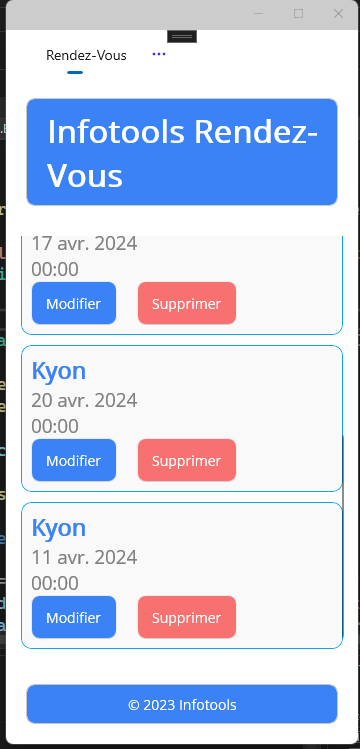 Rendez-Vous
Infotools Rendez-
Vous
17 avr. 2024
00:00
Modifier Supprimer
Kyon
20 avr. 2024
00:00
Modifier Supprimer
Kyon
11 avr. 2024
00:00
Modifier Supprimer
© 2023 Infotools